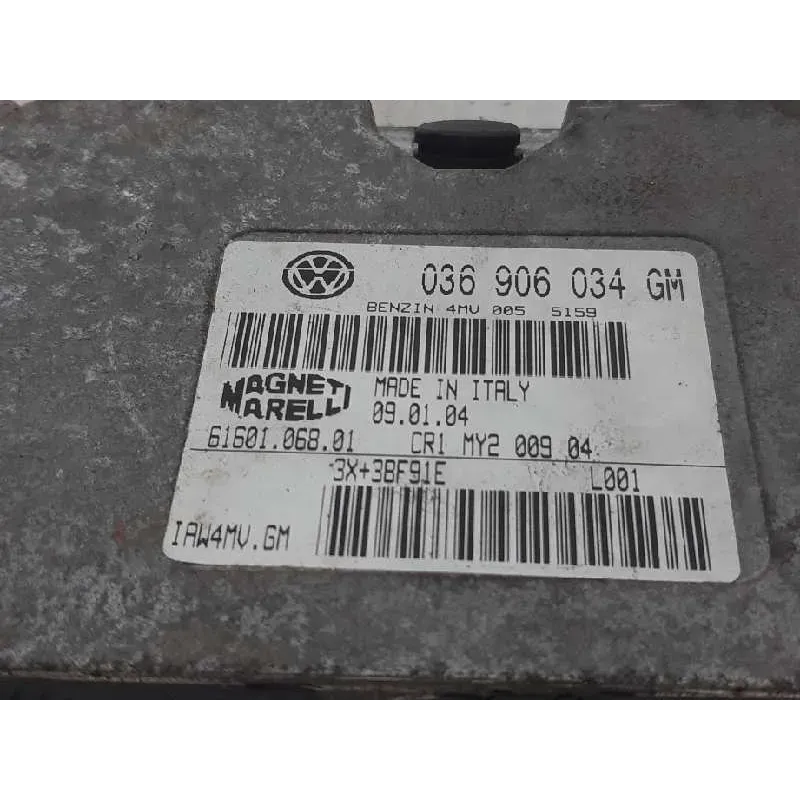 036 906 034 GM
BENZIN 4MV 005 5159
MAGNETI MADE IN ITALY
MARELLI 09.01.04
61601.068.01 CR1 MY2 009 04
3X+38F91E L001
IAW4MV.GM